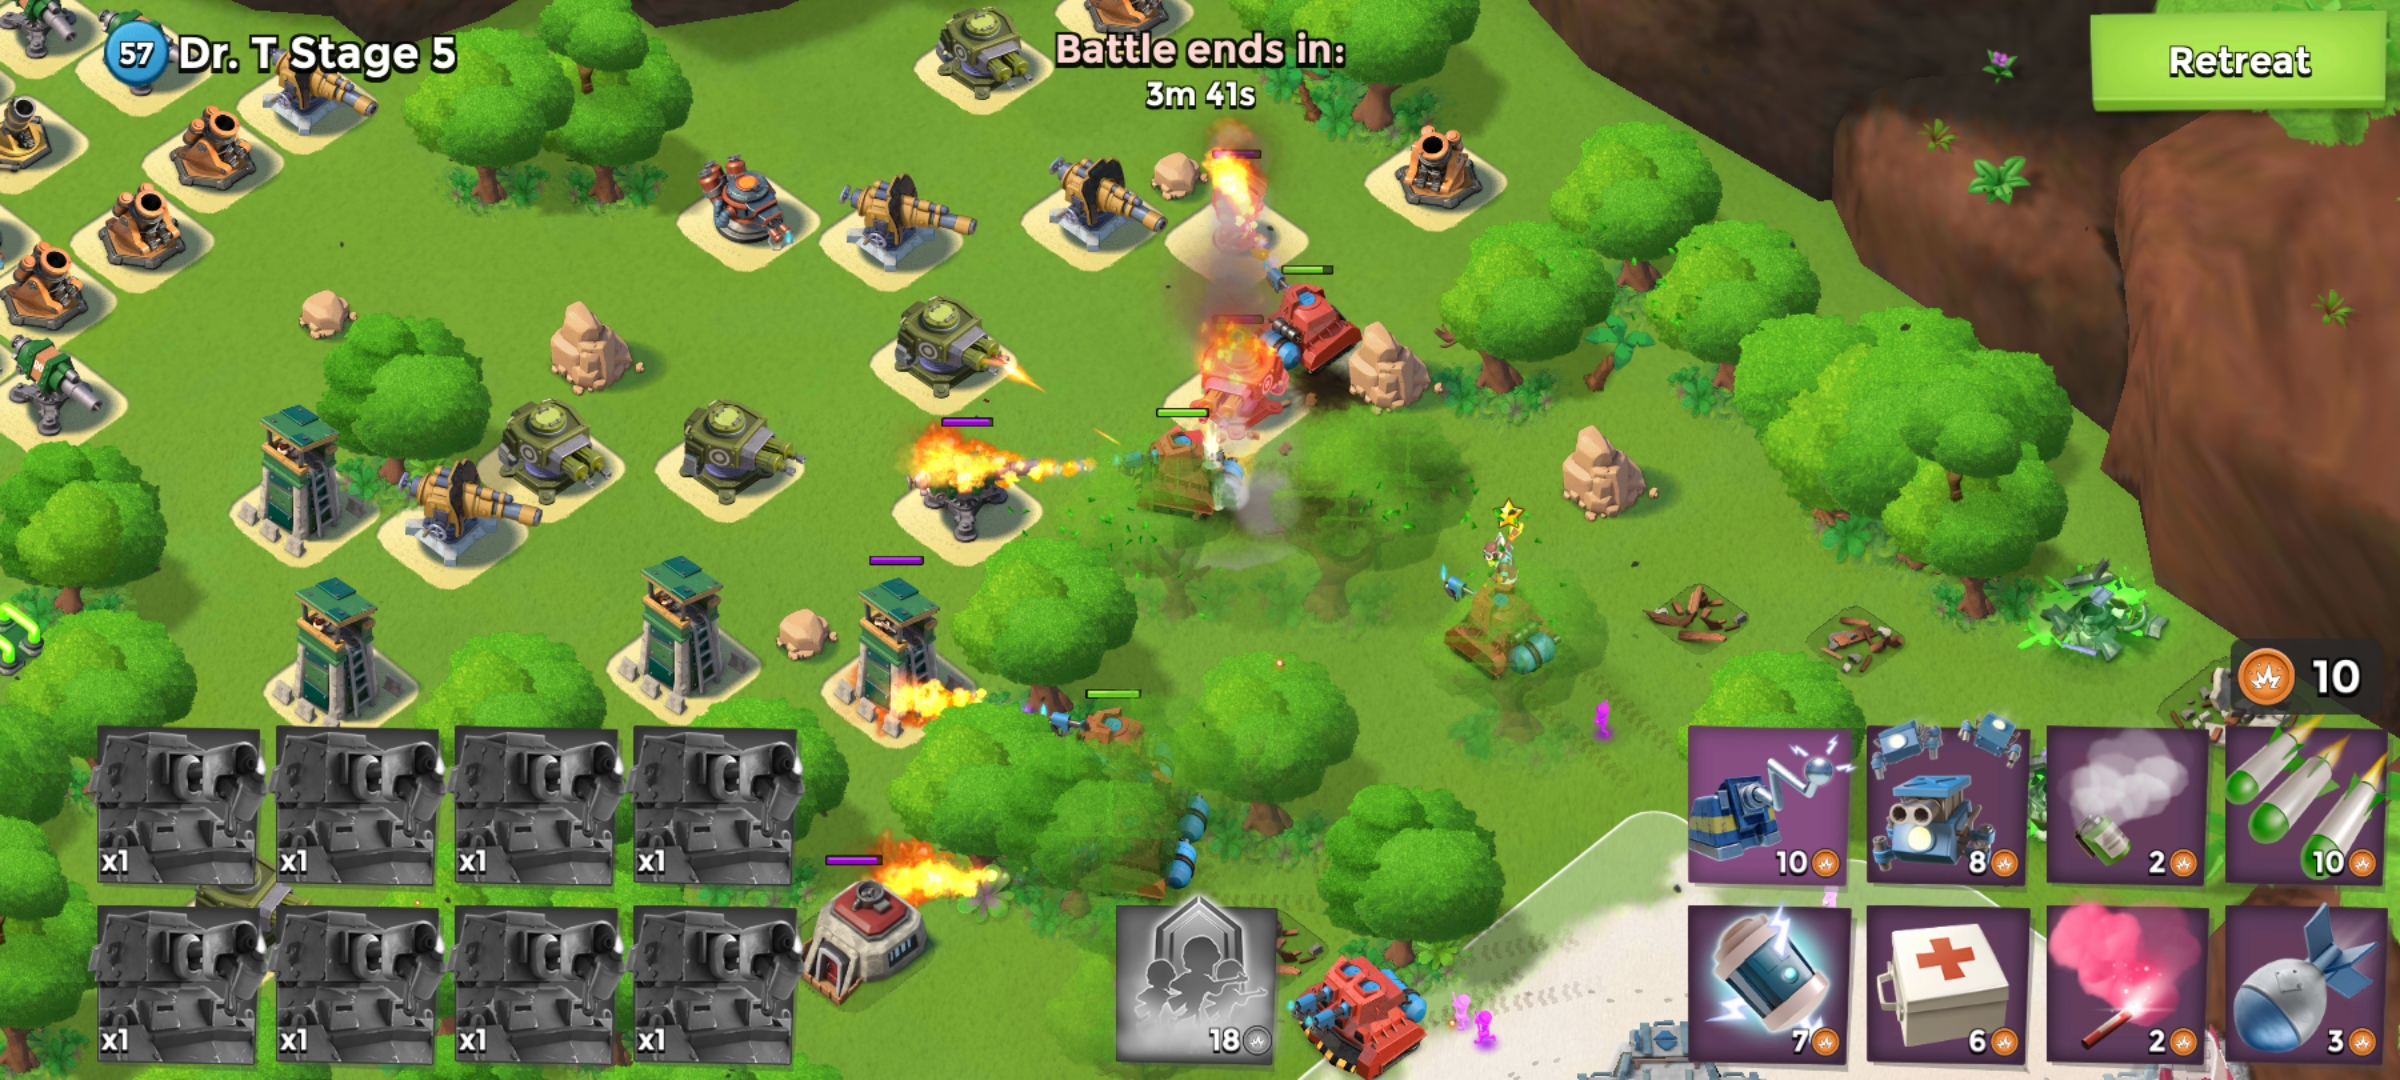 57 Dr. T Stage 5
Battle ends in:
3m 41s
Retreat
10
x1 x1 x1 x1
10 8 2 10
x1 x1 x1 x1
18
7 6 2 3